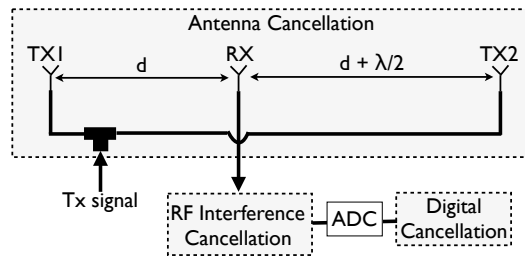 Antenna Cancellation
TX1
RX
TX2
d
d + λ/2
Tx signal
RF Interference
Cancellation
ADC
Digital
Cancellation